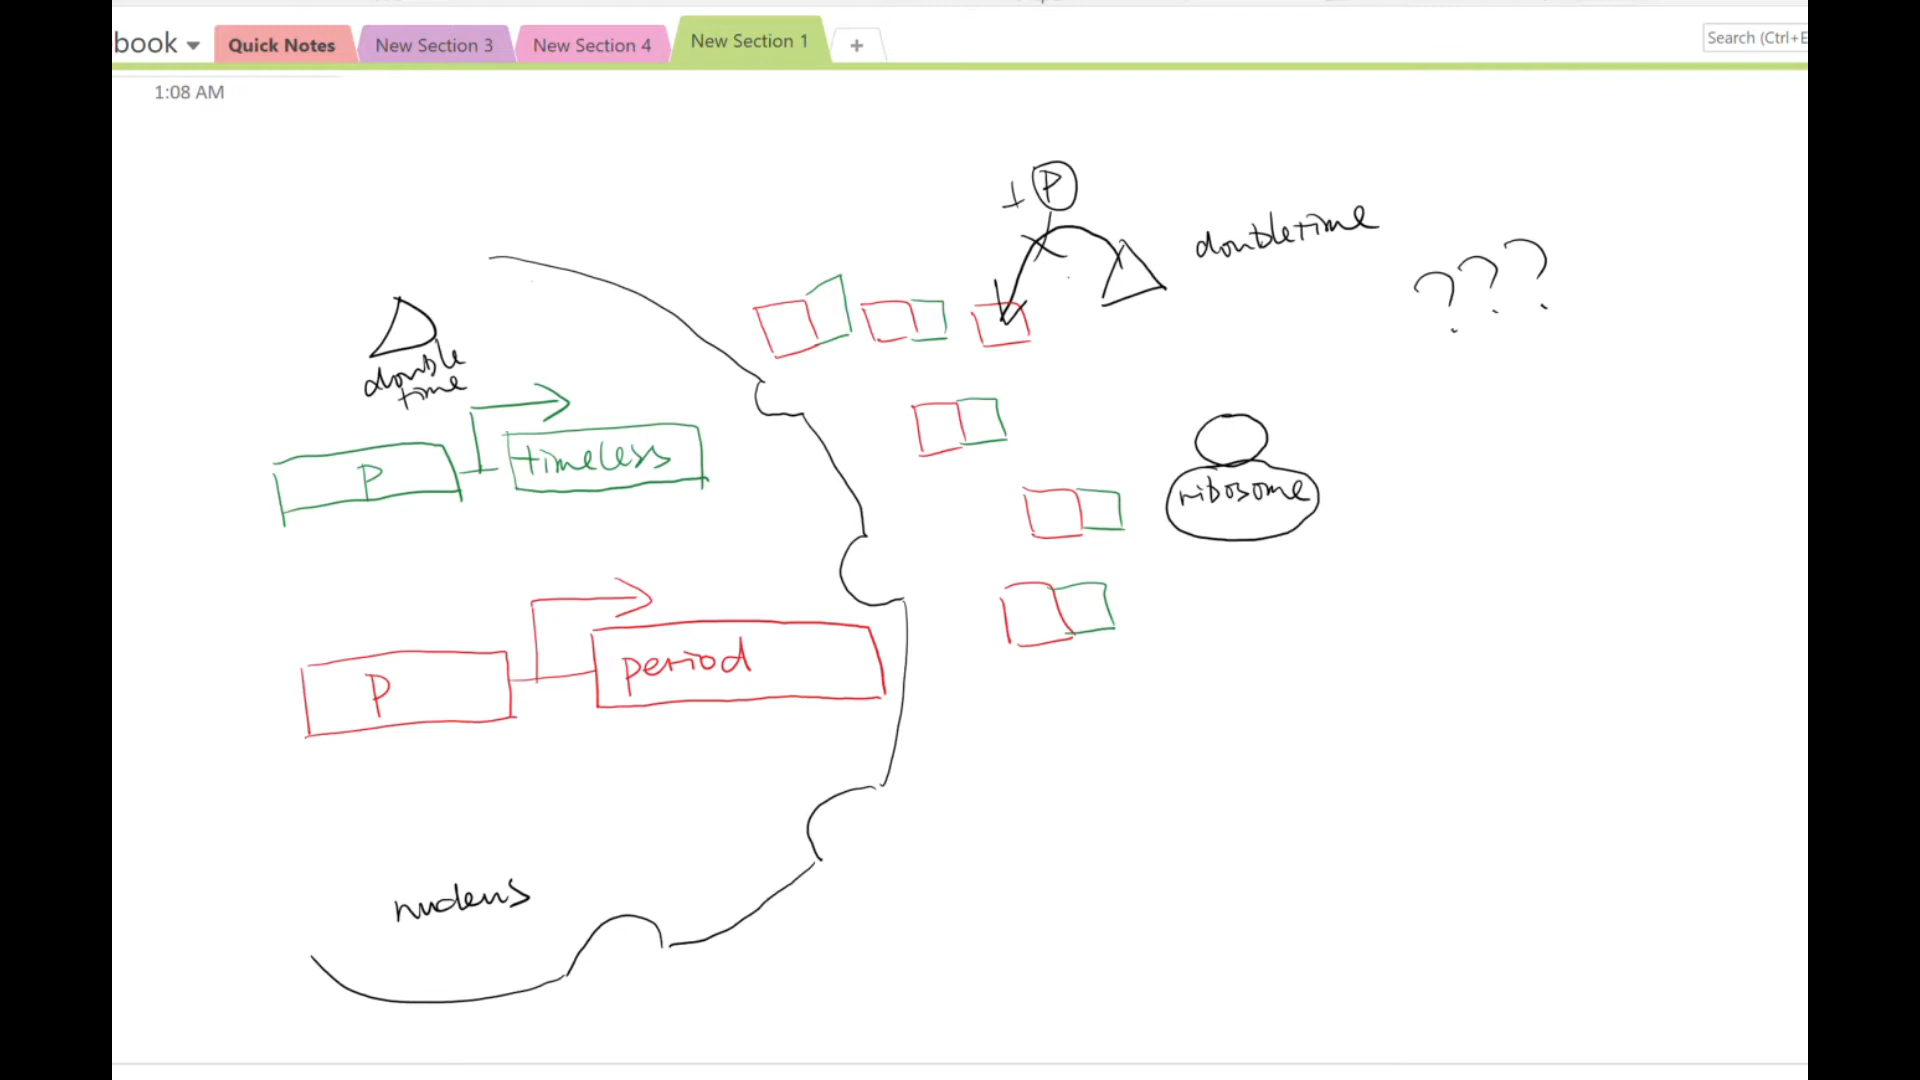 book
Quick Notes
New Section 3
New Section 4
New Section 1
+
Search (Ctrl+E
1:08 AM
P
doubletime
???
double
time
P
timeless
ribosome
P
period
nucleus